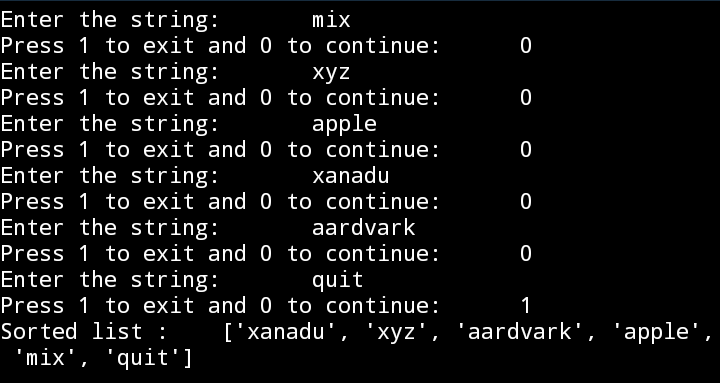 Enter the string:       mix
Press 1 to exit and 0 to continue:      0
Enter the string:       xyz
Press 1 to exit and 0 to continue:      0
Enter the string:       apple
Press 1 to exit and 0 to continue:      0
Enter the string:       xanadu
Press 1 to exit and 0 to continue:      0
Enter the string:       aardvark
Press 1 to exit and 0 to continue:      0
Enter the string:       quit
Press 1 to exit and 0 to continue:      1
Sorted list :    ['xanadu', 'xyz', 'aardvark', 'apple',
 'mix', 'quit']